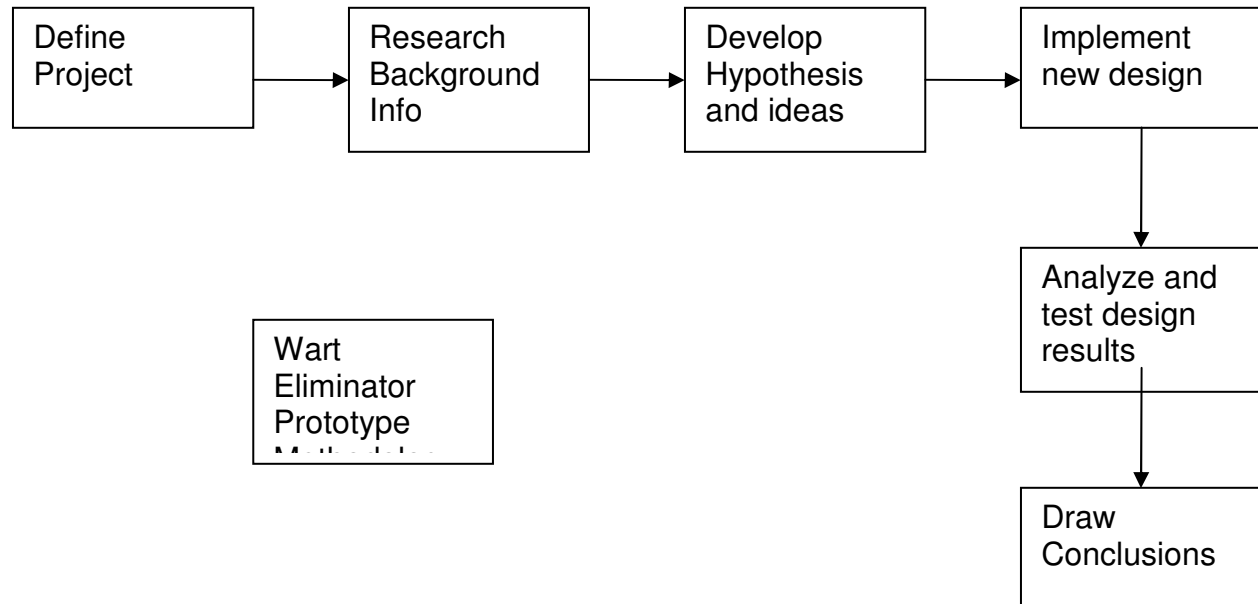 Define
Project
Research
Background
Info
Develop
Hypothesis
and ideas
Implement
new design
Analyze and
test design
results
Wart
Eliminator
Prototype
Draw
Conclusions